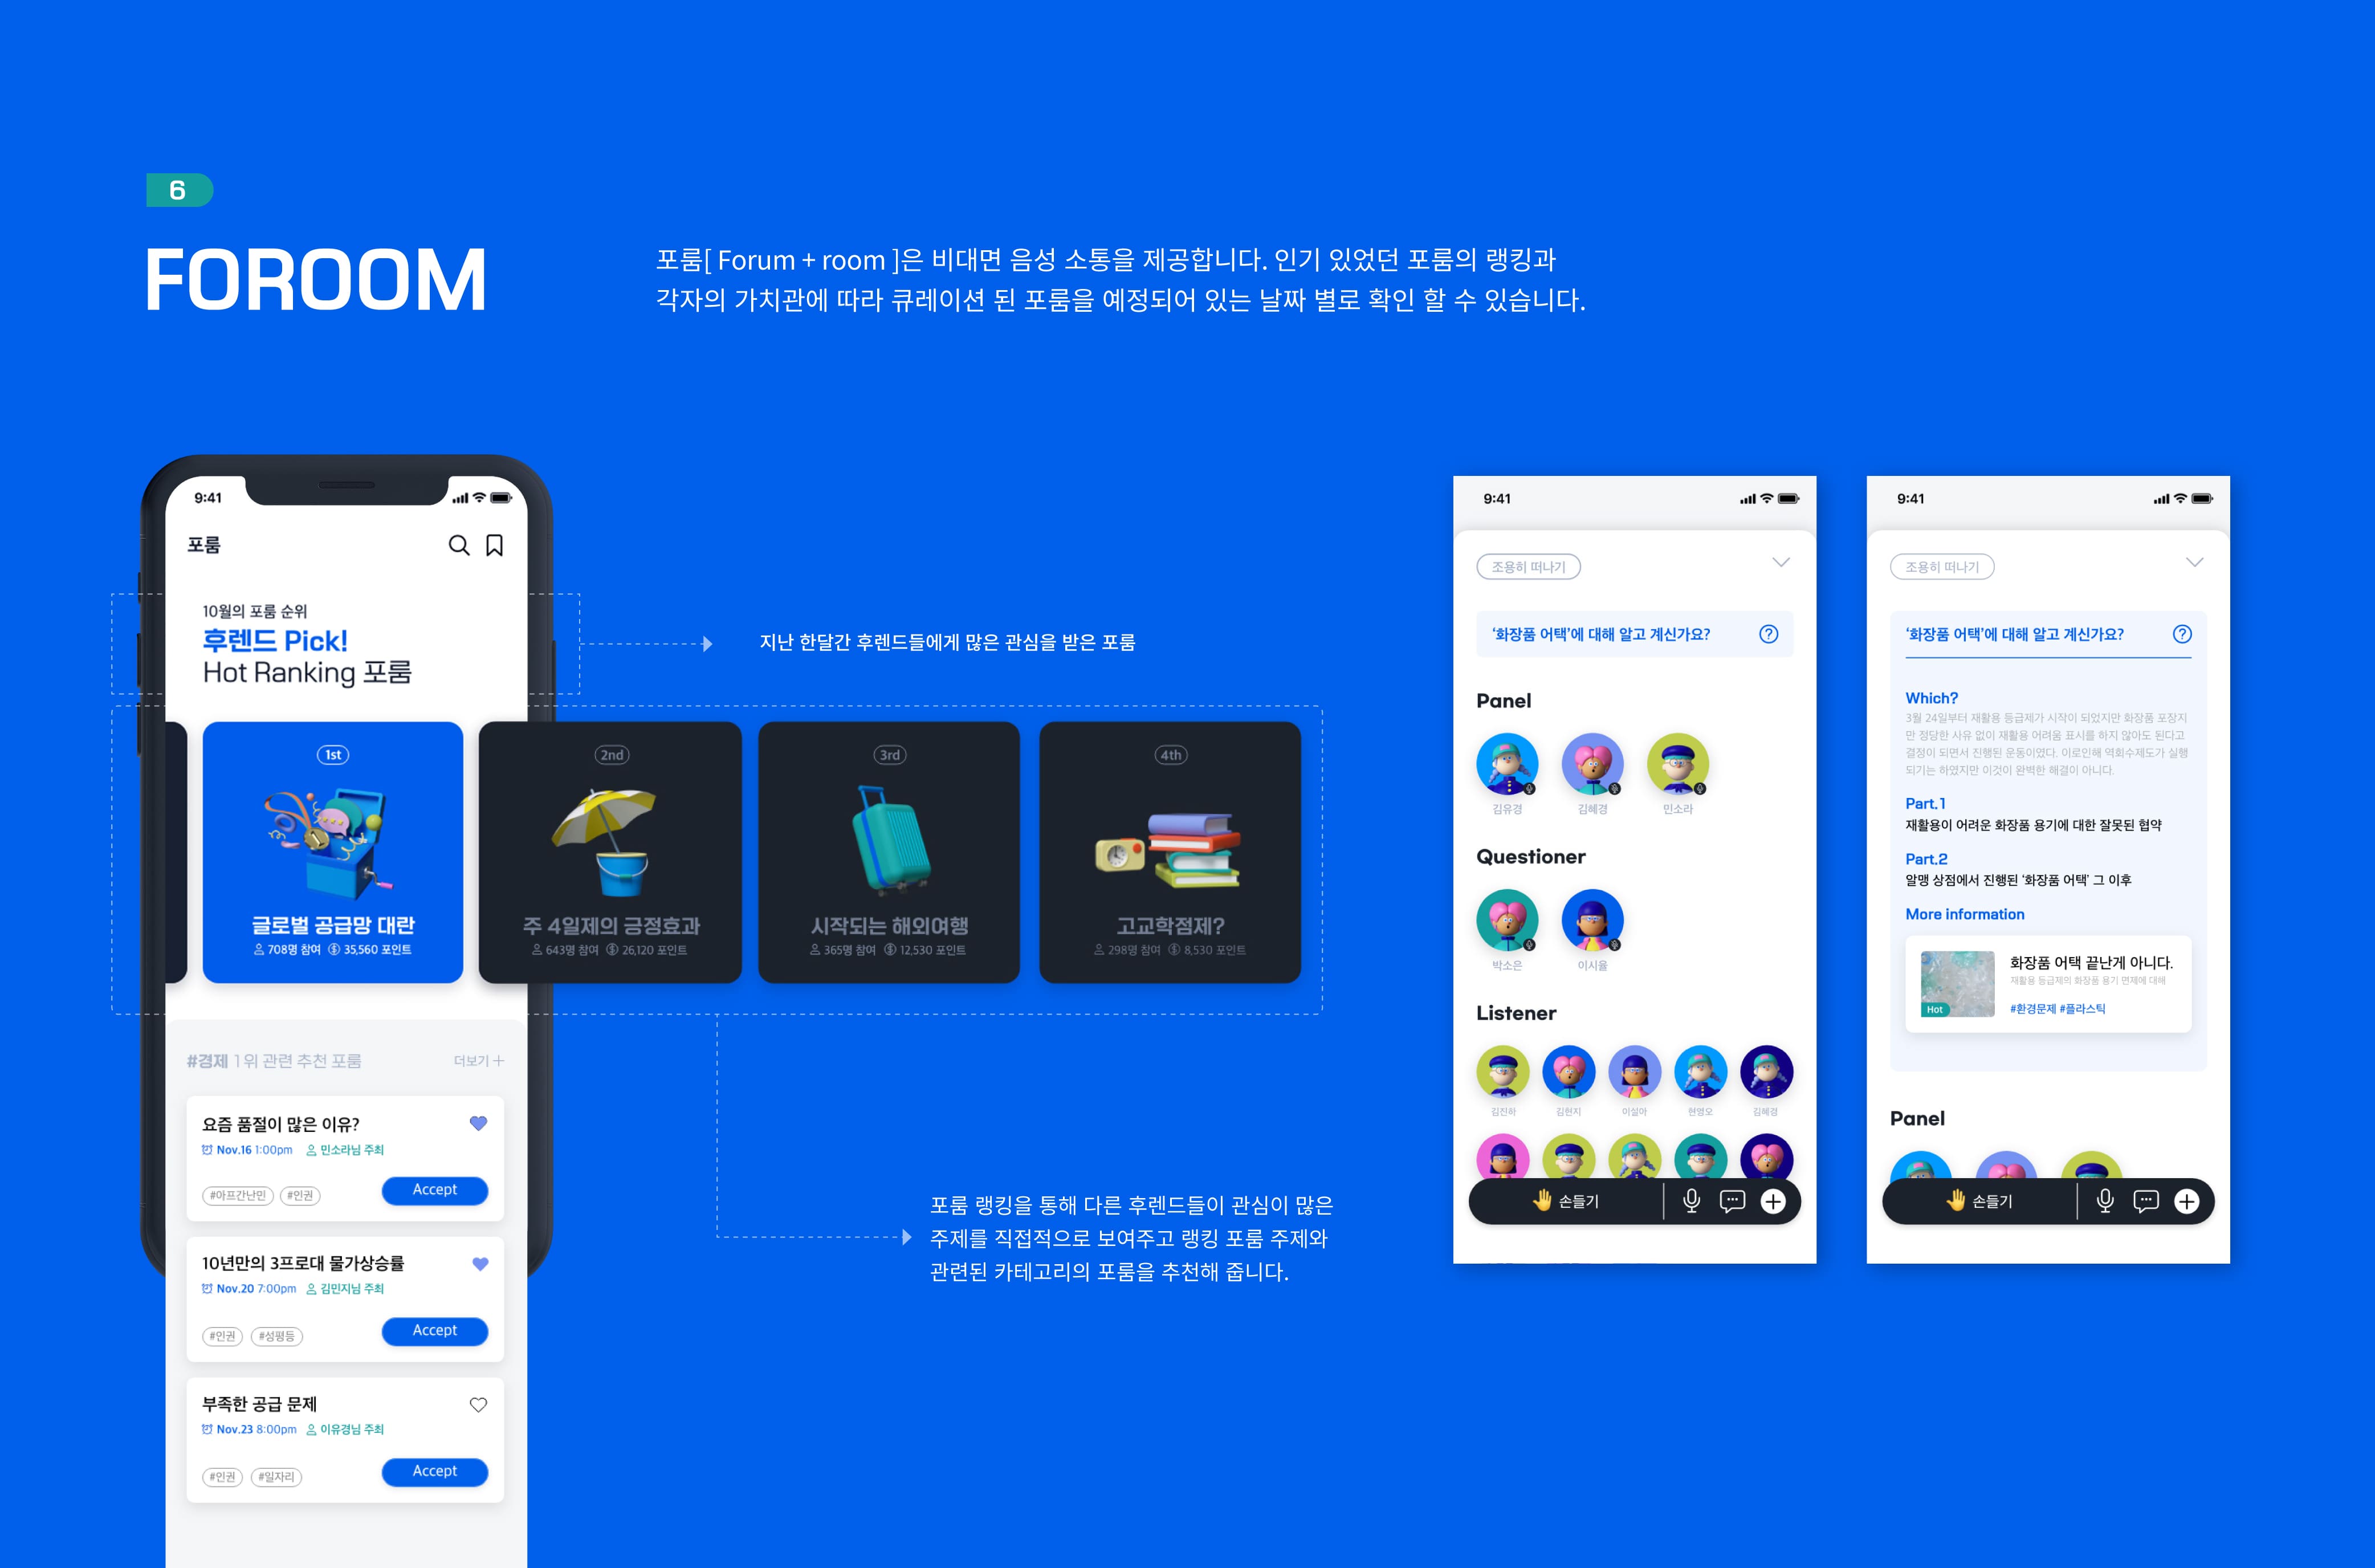 6
FOROOM
포룸[ Forum + room ]은 비대면 음성 소통을 제공합니다. 인기 있었던 포룸의 랭킹과
각자의 가치관에 따라 큐레이션 된 포룸을 예정되어 있는 날짜 별로 확인 할 수 있습니다.
9:41
포룸
10월의 포룸 순위
후렌드 Pick!
Hot Ranking 포룸
지난 한달간 후렌드들에게 많은 관심을 받은 포룸
1st
글로벌 공급망 대란
708명 참여 35,560 포인트
2nd
주 4일제의 긍정효과
643명 참여 26,120 포인트
3rd
시작되는 해외여행
365명 참여 12,530 포인트
4th
고교학점제?
298명 참여 8,530 포인트
#경제 1위 관련 추천 포룸
더보기
요즘 품절이 많은 이유?
Nov.16 1:00pm 민소라님 주최
#아프간난민 #인권
Accept
10년만의 3프로대 물가상승률
Nov.20 7:00pm 김민지님 주최
#인권 #성평등
Accept
부족한 공급 문제
Nov.23 8:00pm 이유경님 주최
#인권 #일자리
Accept
포룸 랭킹을 통해 다른 후렌드들이 관심이 많은
주제를 직접적으로 보여주고 랭킹 포룸 주제와
관련된 카테고리의 포룸을 추천해 줍니다.
9:41
조용히 떠나기
‘화장품 어택’에 대해 알고 계신가요?
?
Panel
김유경 김혜경 민소라
Questioner
박소은 이시율
Listener
김진하 김현지 이실아 현영오 김혜경
손들기
9:41
조용히 떠나기
‘화장품 어택’에 대해 알고 계신가요?
?
Which?
3월 24일부터 재활용 등급제가 시작이 되었지만 화장품 포장지
만 정당한 사유 없이 재활용 어려움 표시를 하지 않아도 된다고
결정이 되면서 진행된 운동이였다. 이로인해 역회수제도가 실행
되기는 하였지만 이것이 완벽한 해결이 아니다.
Part.1
재활용이 어려운 화장품 용기에 대한 잘못된 협약
Part.2
알맹 상점에서 진행된 ‘화장품 어택’ 그 이후
More information
화장품 어택 끝난게 아니다.
재활용 등급제의 화장품 용기 면제에 대해
Hot
#환경문제 #플라스틱
Panel
손들기